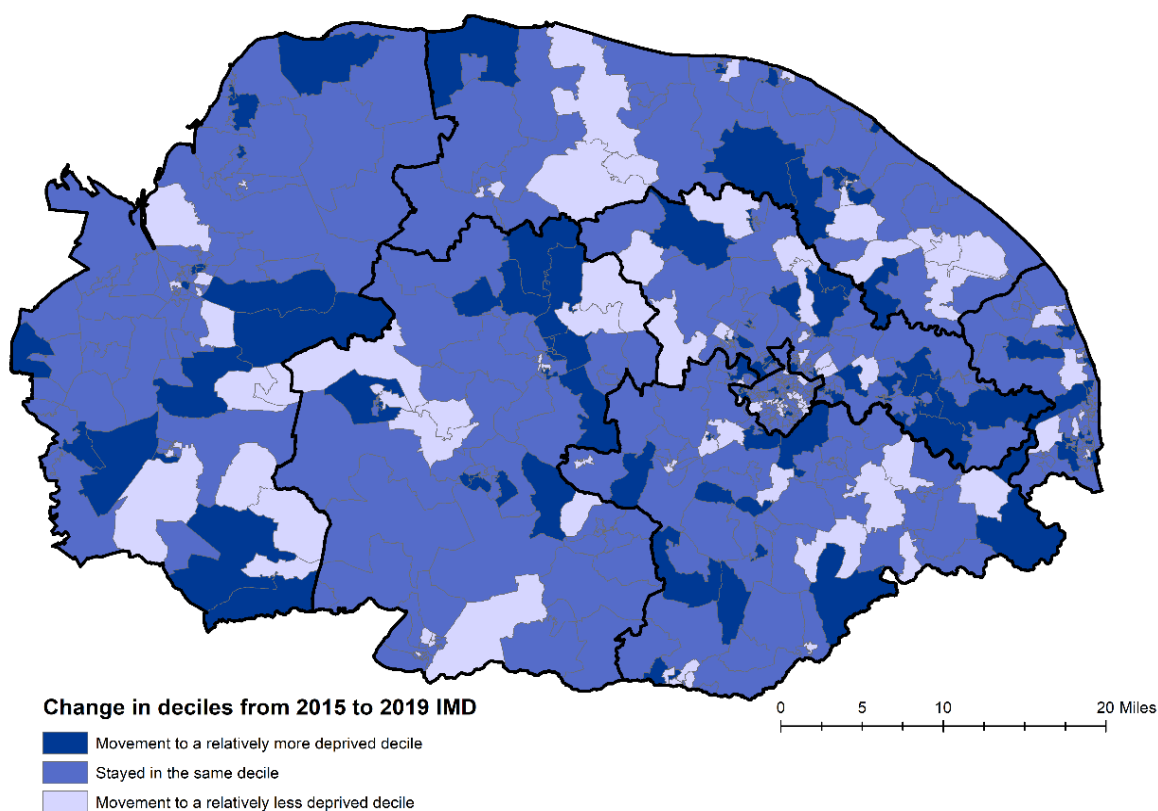 Change in deciles from 2015 to 2019 IMD
Movement to a relatively more deprived decile
Stayed in the same decile
Movement to a relatively less deprived decile
0 5 10 20 Miles